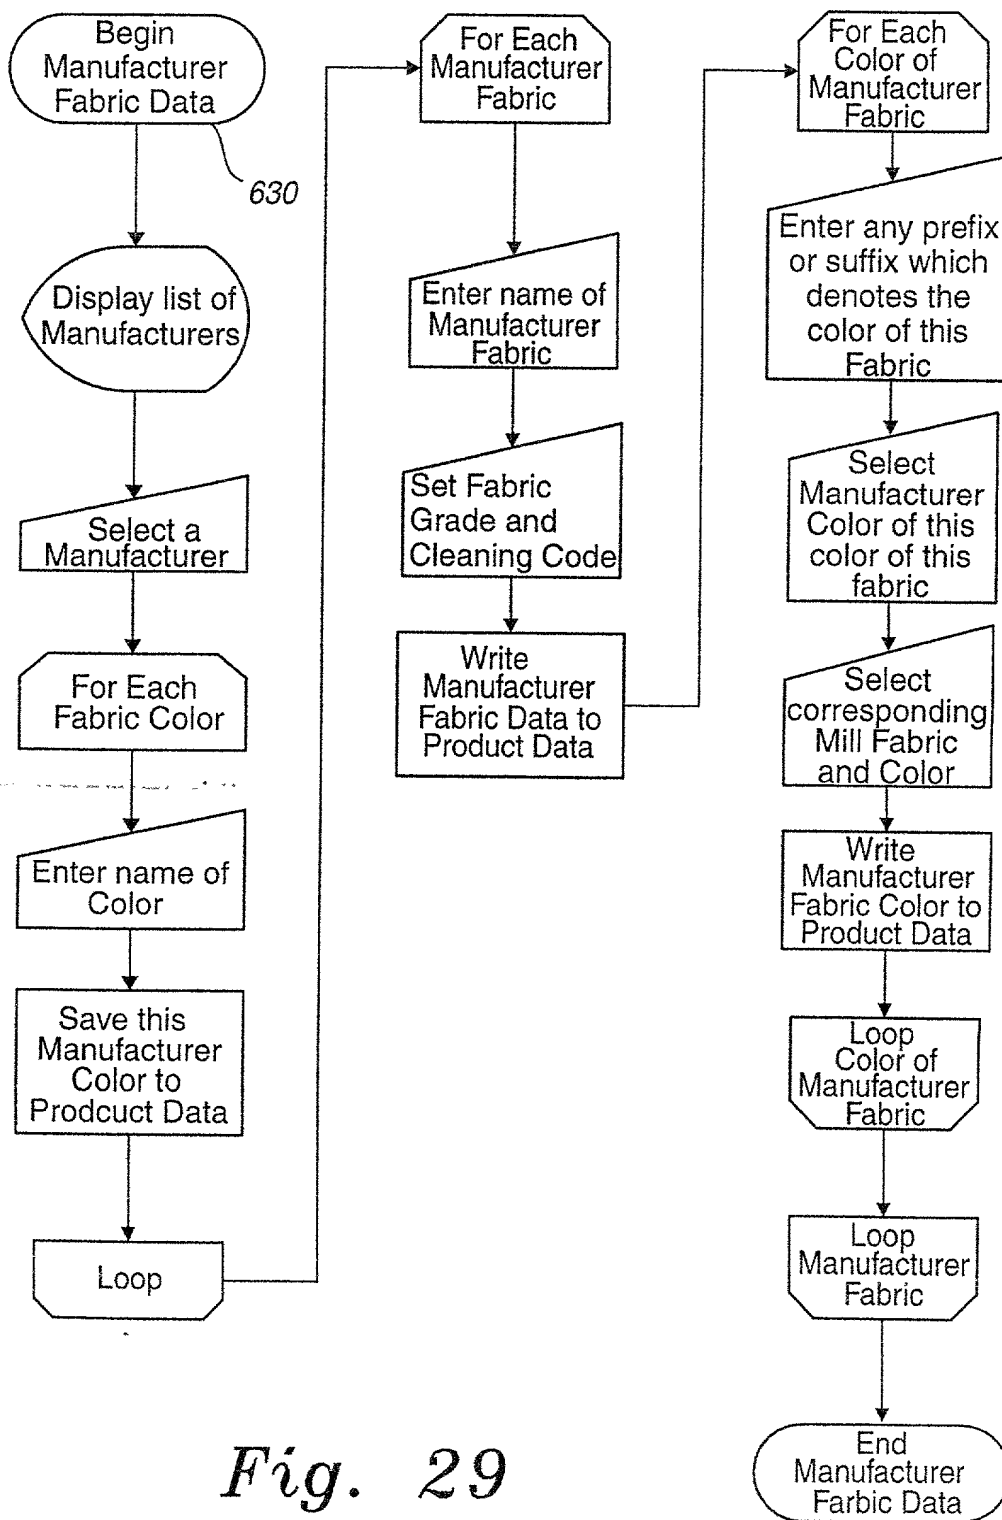 Begin
Manufacturer
Fabric Data
630
Display list of
Manufacturers
Select a
Manufacturer
For Each
Fabric Color
Enter name of
Color
Save this
Manufacturer
Color to
Prodcuct Data
Loop
For Each
Manufacturer
Fabric
Enter name of
Manufacturer
Fabric
Set Fabric
Grade and
Cleaning Code
Write
Manufacturer
Fabric Data to
Product Data
For Each
Color of
Manufacturer
Fabric
Enter any prefix
or suffix which
denotes the
color of this
Fabric
Select
Manufacturer
Color of this
color of this
fabric
Select
corresponding
Mill Fabric
and Color
Write
Manufacturer
Fabric Color to
Product Data
Loop
Color of
Manufacturer
Fabric
Loop
Manufacturer
Fabric
End
Manufacturer
Farbic Data
Fig. 29